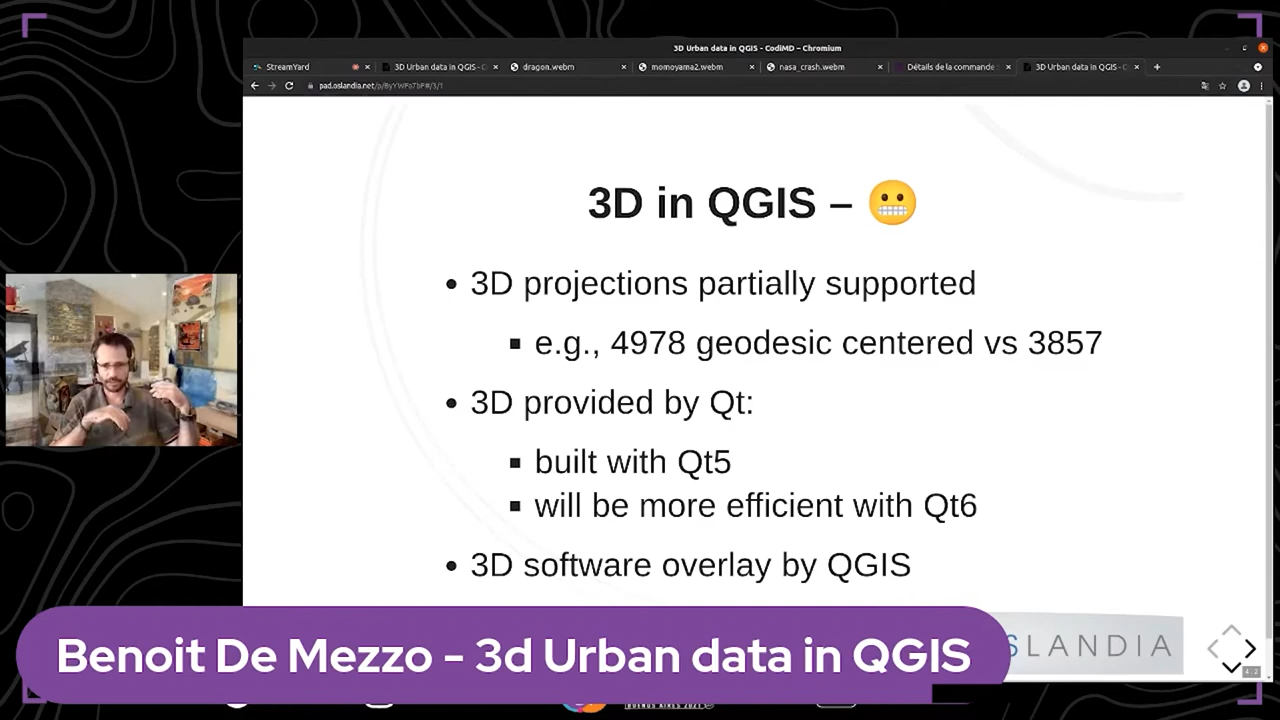 3D Urban data in QGIS - CodiMD – Chromium
StreamYard
3D Urban data in QGIS - C
dragon.webm
momoyama2.webm
nasa_crash.webm
Détails de la commande
3D Urban data in QGIS - C
3D in QGIS – 😬
• 3D projections partially supported
▪ e.g., 4978 geodesic centered vs 3857
• 3D provided by Qt:
▪ built with Qt5
▪ will be more efficient with Qt6
• 3D software overlay by QGIS
SLANDIA
Benoit De Mezzo - 3d Urban data in QGIS
BUENOS AIRES 2021